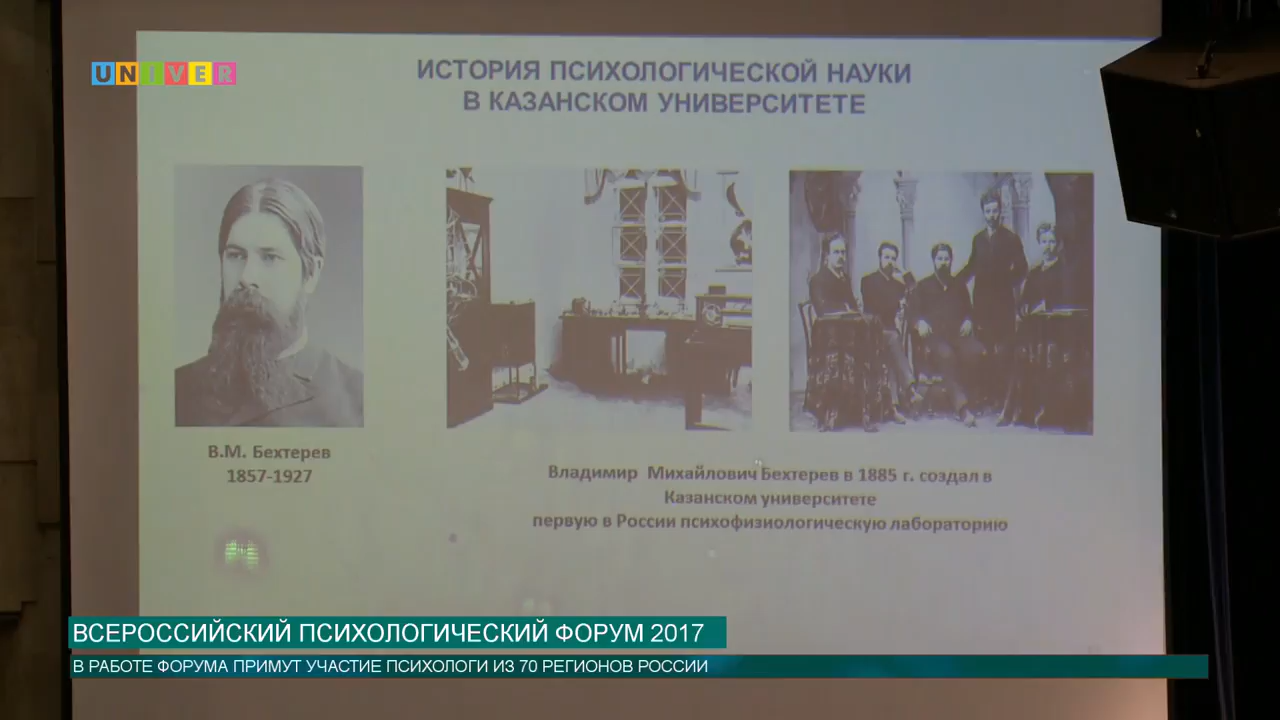 UNIVER
ИСТОРИЯ ПСИХОЛОГИЧЕСКОЙ НАУКИ
В КАЗАНСКОМ УНИВЕРСИТЕТЕ
В.М. Бехтерев
1857-1927
Владимир Михайлович Бехтерев в 1885 г. создал в
Казанском университете
первую в России психофизиологическую лабораторию
ВСЕРОССИЙСКИЙ ПСИХОЛОГИЧЕСКИЙ ФОРУМ 2017
В РАБОТЕ ФОРУМА ПРИМУТ УЧАСТИЕ ПСИХОЛОГИ ИЗ 70 РЕГИОНОВ РОССИИ